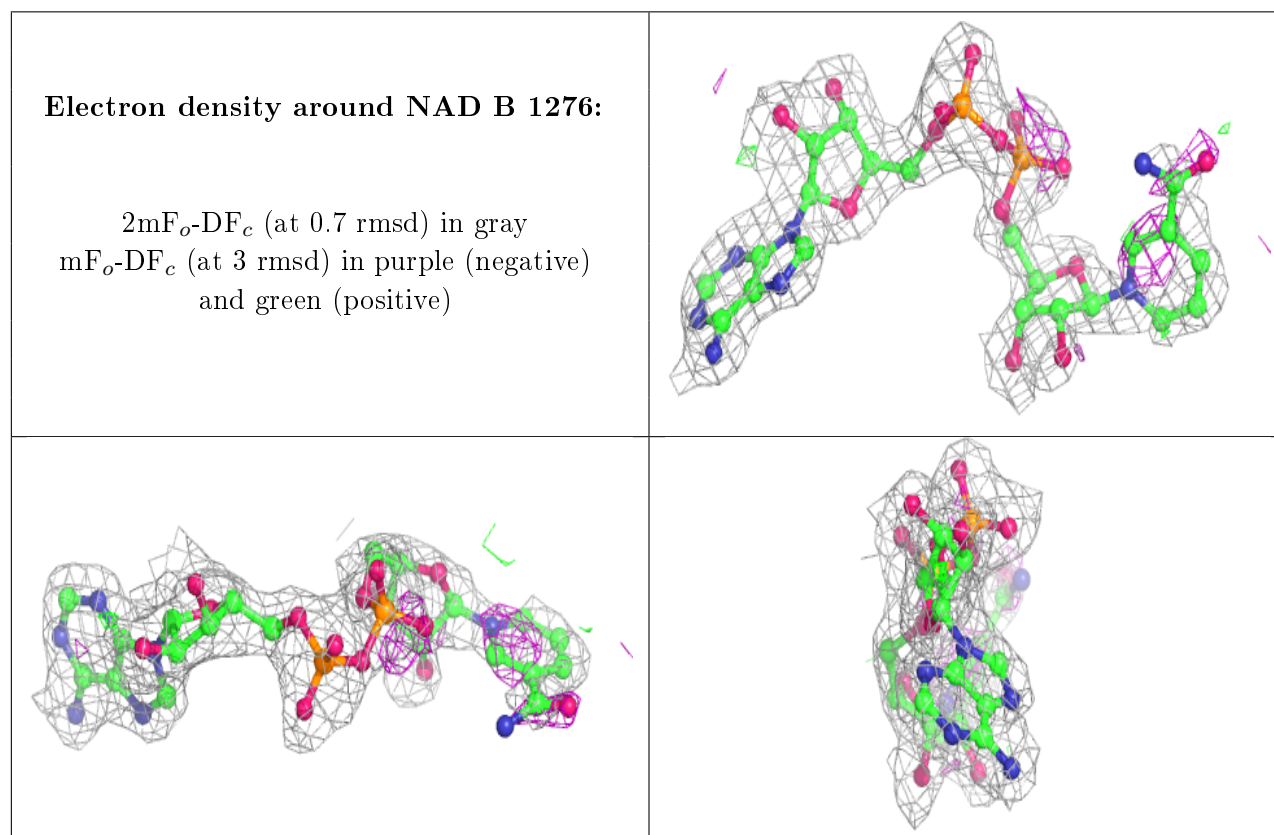 Electron density around NAD B 1276:
2mFₒ-DF𝒸 (at 0.7 rmsd) in gray
mFₒ-DF𝒸 (at 3 rmsd) in purple (negative)
and green (positive)